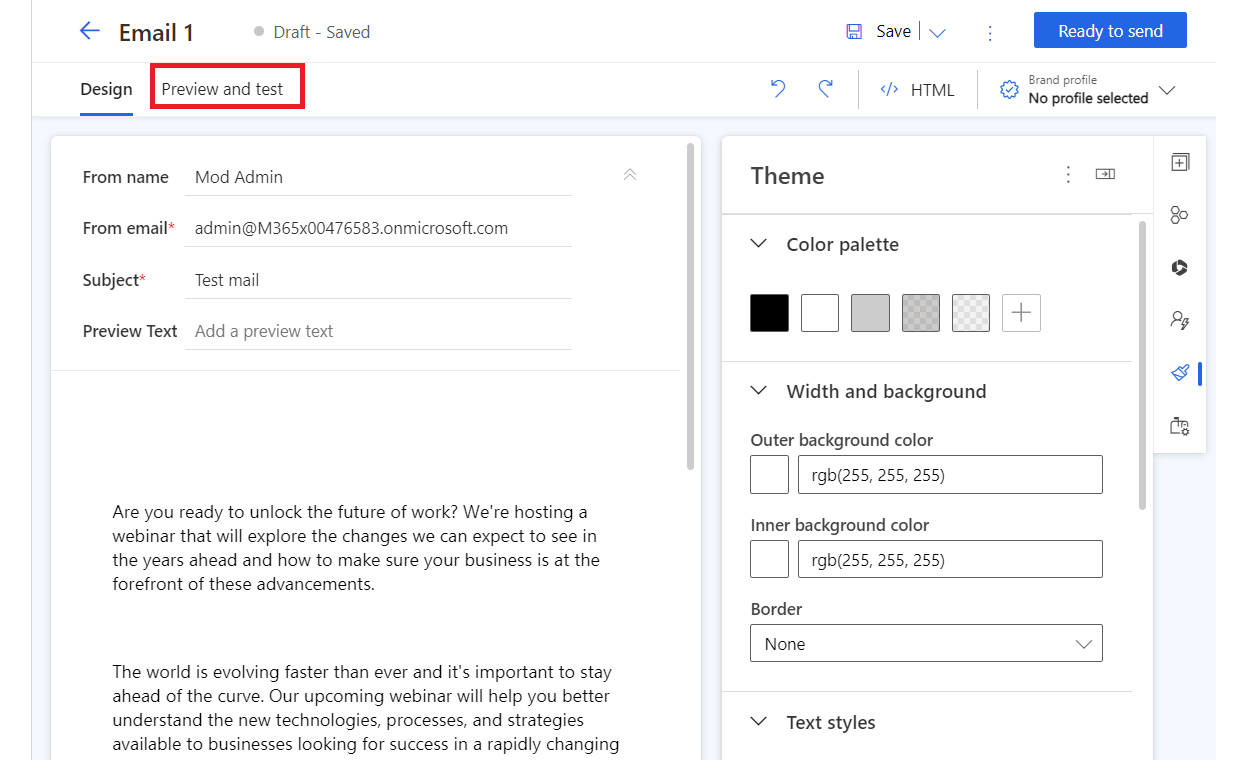 Email 1
Draft - Saved
Save
Ready to send
Design
Preview and test
</> HTML
Brand profile
No profile selected
From name
Mod Admin
From email*
admin@M365x00476583.onmicrosoft.com
Subject*
Test mail
Preview Text
Add a preview text
Are you ready to unlock the future of work? We're hosting a
webinar that will explore the changes we can expect to see in
the years ahead and how to make sure your business is at the
forefront of these advancements.
The world is evolving faster than ever and it's important to stay
ahead of the curve. Our upcoming webinar will help you better
understand the new technologies, processes, and strategies
available to businesses looking for success in a rapidly changing
Theme
Color palette
Width and background
Outer background color
rgb(255, 255, 255)
Inner background color
rgb(255, 255, 255)
Border
None
Text styles